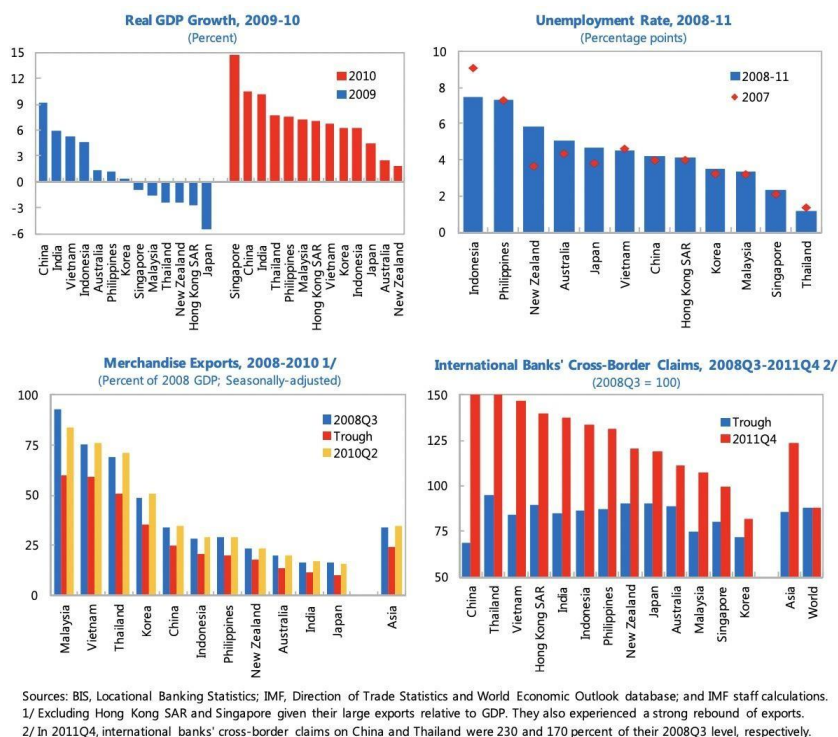 Real GDP Growth, 2009-10
(Percent)
15
12
9
6
3
0
-3
-6
2010
2009
China
India
Vietnam
Indonesia
Australia
Philippines
Korea
Singapore
Malaysia
Thailand
New Zealand
Hong Kong SAR
Japan
Singapore
China
India
Thailand
Philippines
Malaysia
Hong Kong SAR
Vietnam
Korea
Indonesia
Japan
Australia
New Zealand
Unemployment Rate, 2008-11
(Percentage points)
10
8
6
4
2
0
2008-11
2007
Indonesia
Philippines
New Zealand
Australia
Japan
Vietnam
China
Hong Kong SAR
Korea
Malaysia
Singapore
Thailand
Merchandise Exports, 2008-2010 1/
(Percent of 2008 GDP; Seasonally-adjusted)
100
75
50
25
0
2008Q3
Trough
2010Q2
Malaysia
Vietnam
Thailand
Korea
China
Indonesia
Philippines
New Zealand
Australia
India
Japan
Asia
International Banks' Cross-Border Claims, 2008Q3-2011Q4 2/
(2008Q3 = 100)
150
125
100
75
50
Trough
2011Q4
China
Thailand
Vietnam
Hong Kong SAR
India
Indonesia
Philippines
New Zealand
Japan
Australia
Malaysia
Singapore
Korea
Asia
World
Sources: BIS, Locational Banking Statistics; IMF, Direction of Trade Statistics and World Economic Outlook database; and IMF staff calculations.
1/ Excluding Hong Kong SAR and Singapore given their large exports relative to GDP. They also experienced a strong rebound of exports.
2/ In 2011Q4, international banks' cross-border claims on China and Thailand were 230 and 170 percent of their 2008Q3 level, respectively.